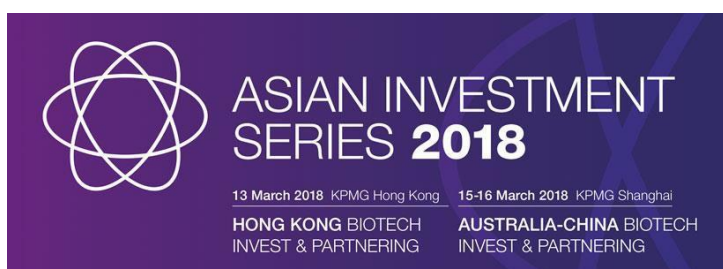 ASIAN INVESTMENT
SERIES 2018
13 March 2018 KPMG Hong Kong
HONG KONG BIOTECH
INVEST & PARTNERING
15-16 March 2018 KPMG Shanghai
AUSTRALIA-CHINA BIOTECH
INVEST & PARTNERING